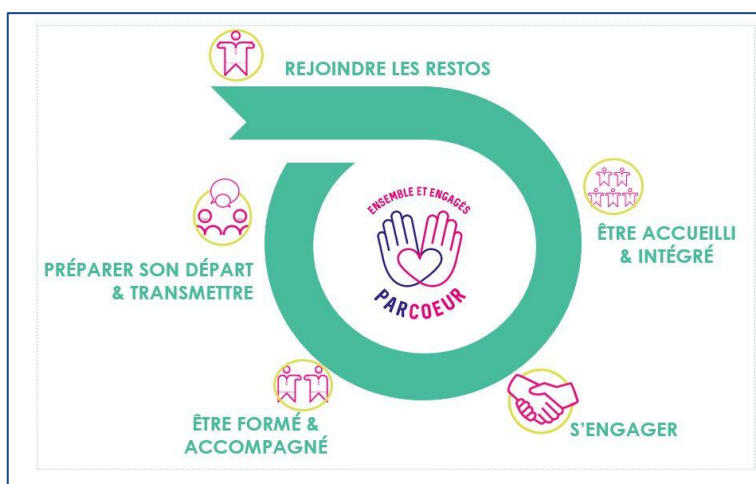 REJOINDRE LES RESTOS
ÊTRE ACCUEILLI
& INTÉGRÉ
S'ENGAGER
ÊTRE FORMÉ &
ACCOMPAGNÉ
PRÉPARER SON DÉPART
& TRANSMETTRE
ENSEMBLE ET ENGAGÉS
PARCOEUR